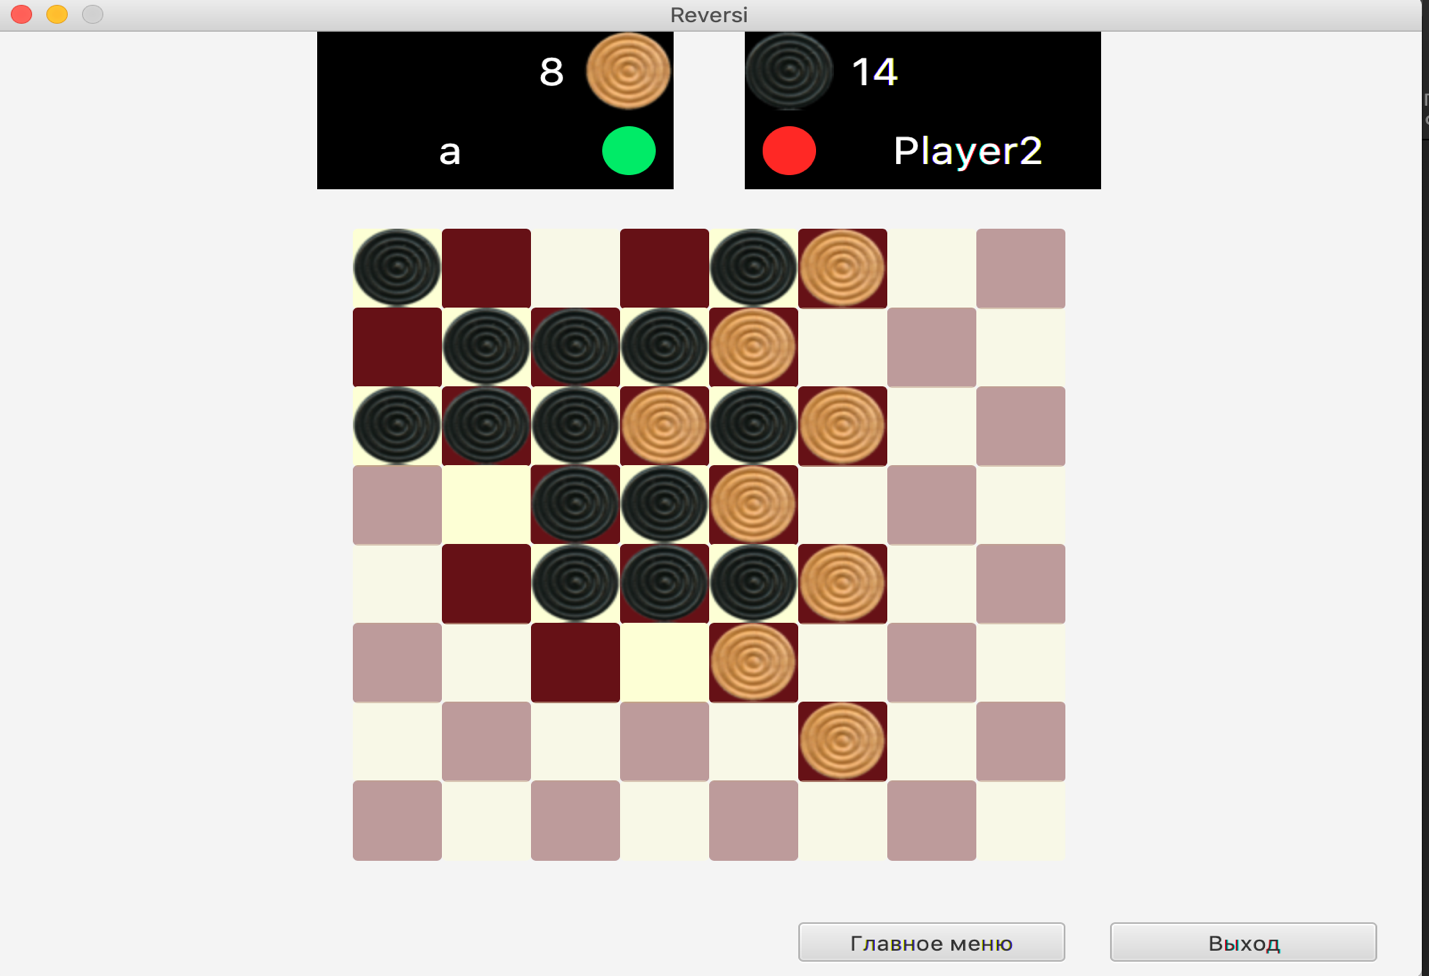 Reversi
8
14
a
Player2
Главное меню
Выход